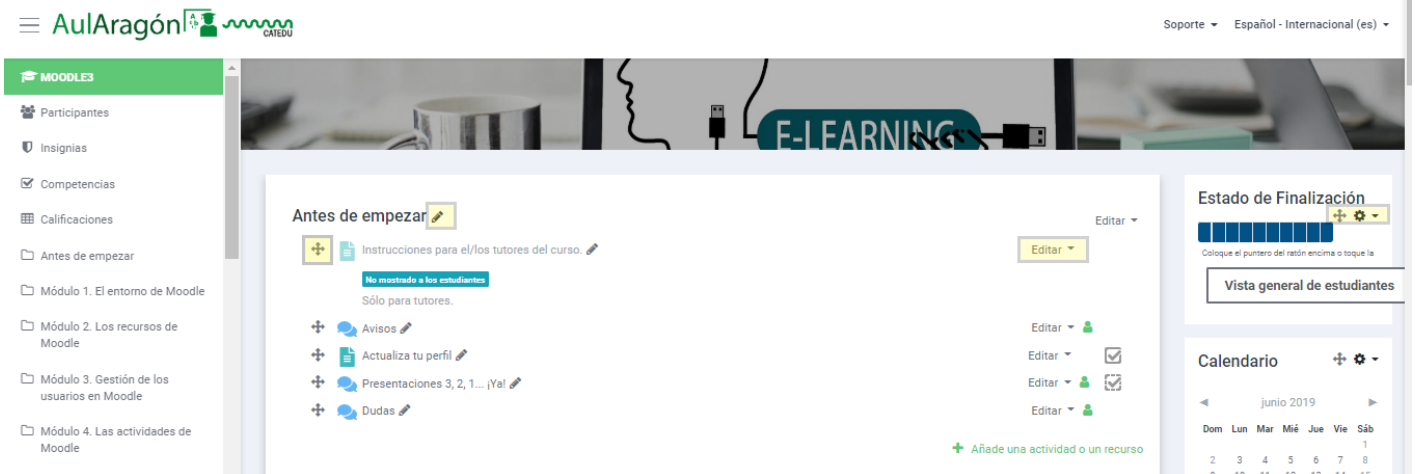 AulAragón
CATEDU
Soporte
Español - Internacional (es)
MOODLE3
Participantes
Insignias
Competencias
Calificaciones
Antes de empezar
Módulo 1. El entorno de Moodle
Módulo 2. Los recursos de
Moodle
Módulo 3. Gestión de los
usuarios en Moodle
Módulo 4. Las actividades de
Moodle
E-LEARNING
Antes de empezar
Editar
Instrucciones para el/los tutores del curso.
Editar
No mostrado a los estudiantes
Sólo para tutores.
Avisos
Editar
Actualiza tu perfil
Editar
Presentaciones 3, 2, 1... ¡Ya!
Editar
Dudas
Editar
Añade una actividad o un recurso
Estado de Finalización
Coloque el puntero del ratón encima o toque la
Vista general de estudiantes
Calendario
junio 2019
Dom Lun Mar Mié Jue Vie Sáb
1
2 3 4 5 6 7 8